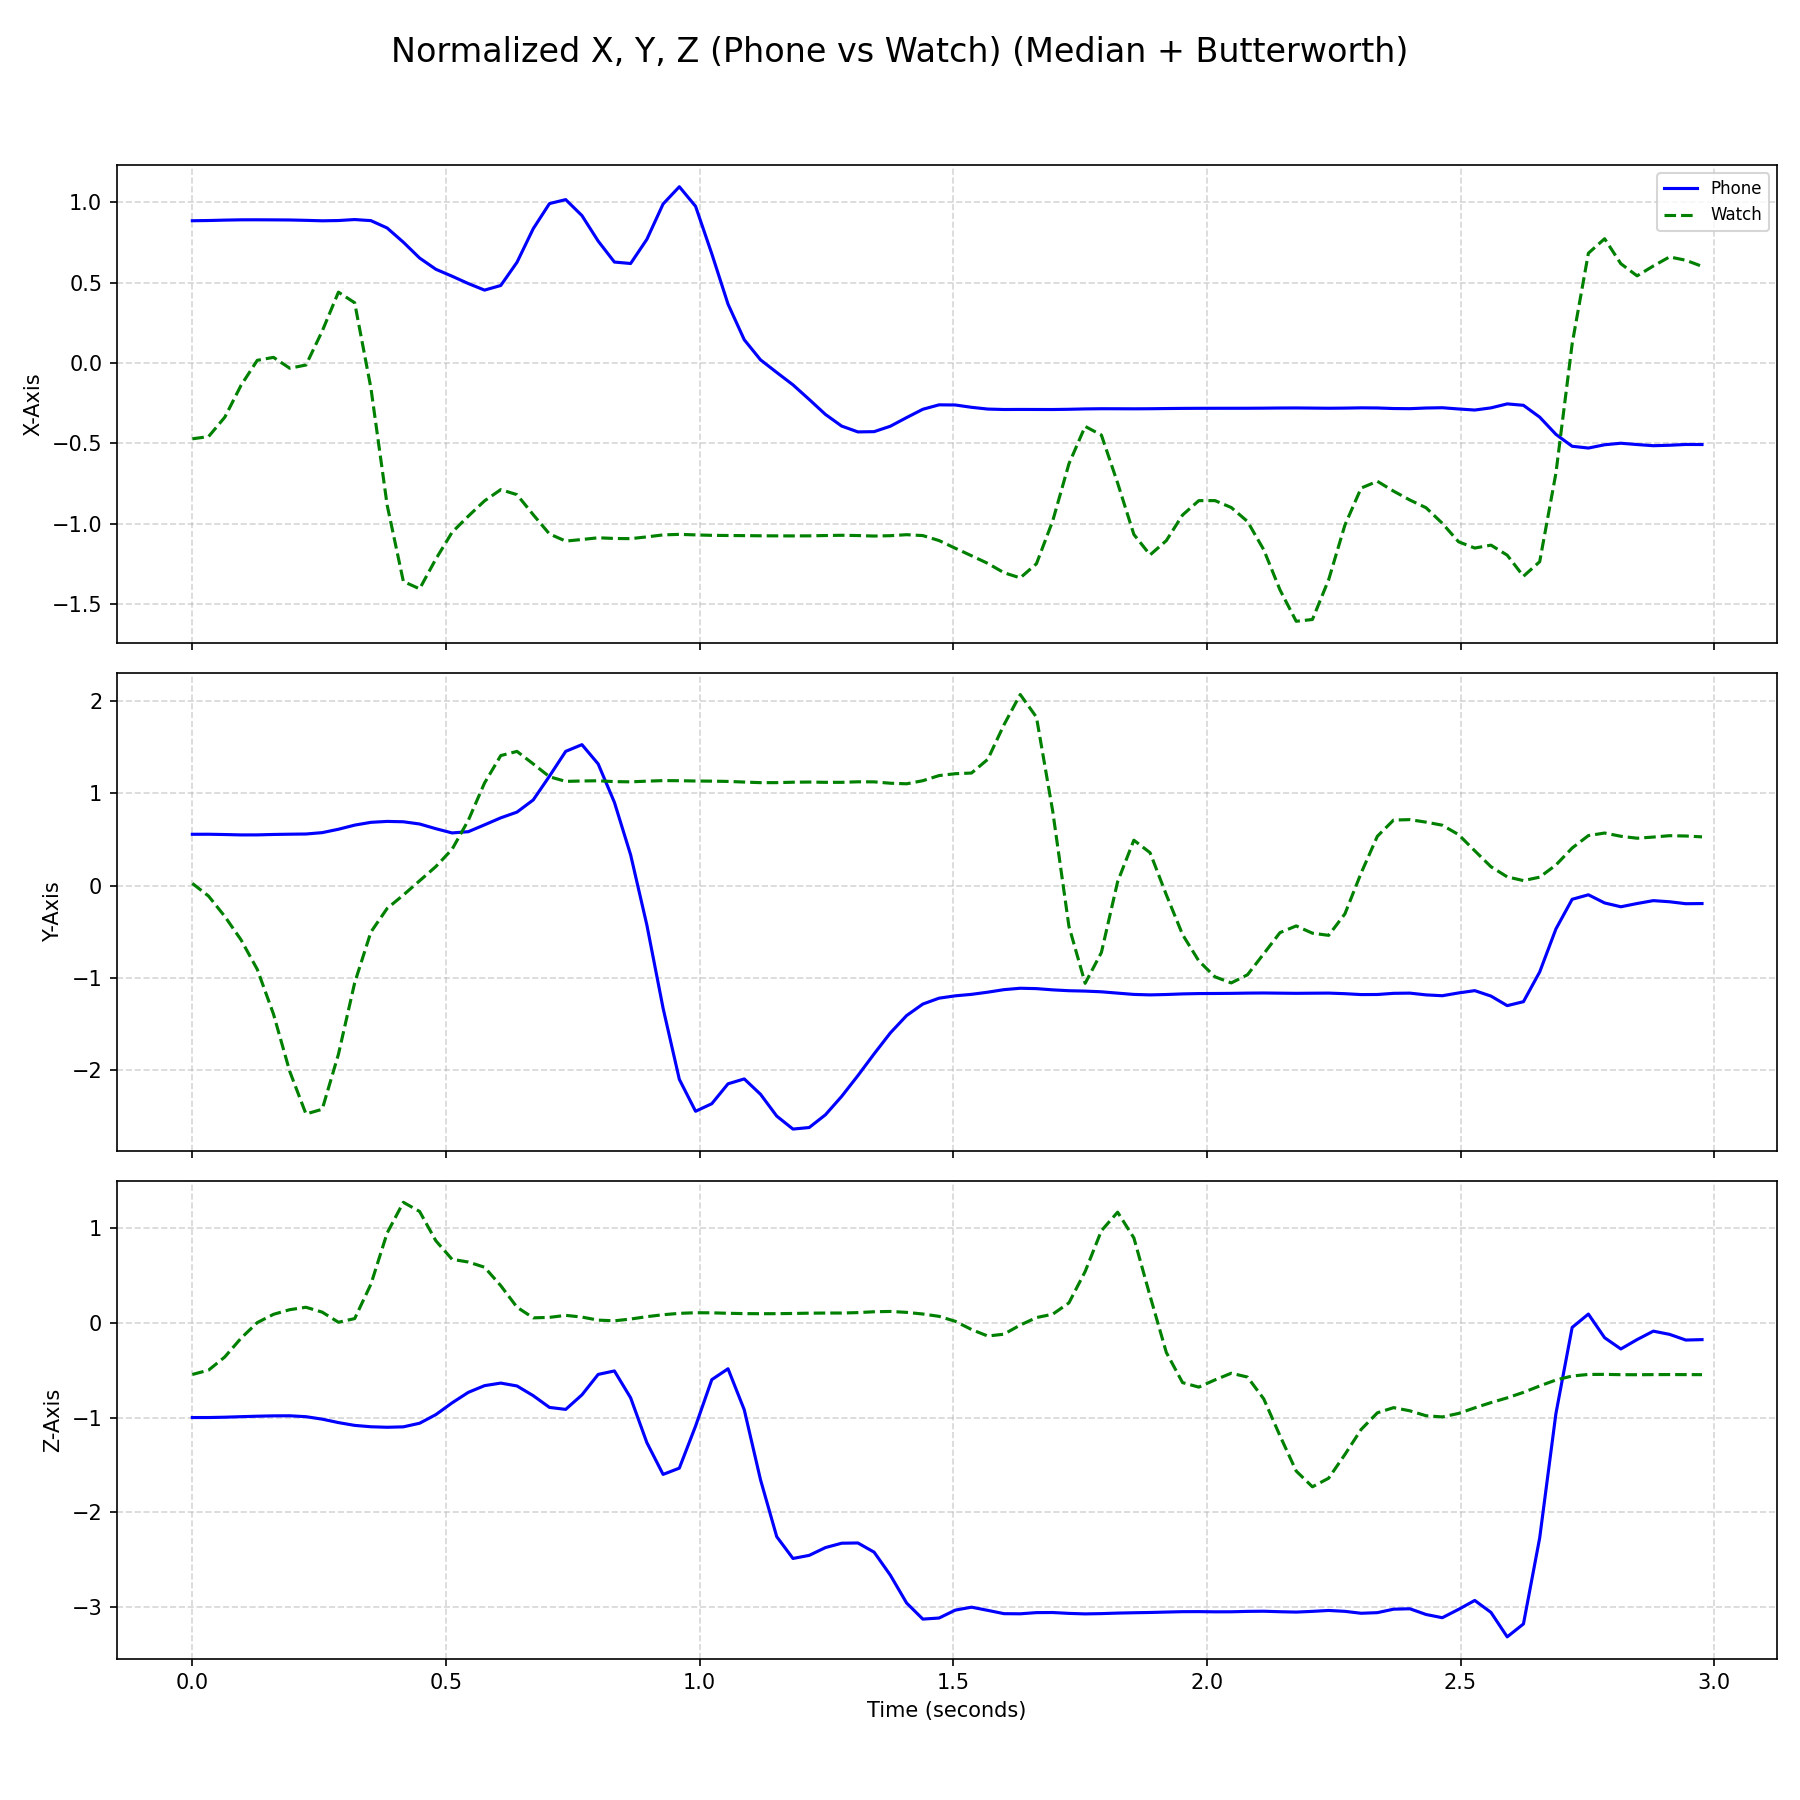 Normalized X, Y, Z (Phone vs Watch) (Median + Butterworth)
Phone
Watch
X-Axis
1.0
0.5
0.0
−0.5
−1.0
−1.5
Y-Axis
2
1
0
−1
−2
Z-Axis
1
0
−1
−2
−3
0.0 0.5 1.0 1.5 2.0 2.5 3.0
Time (seconds)